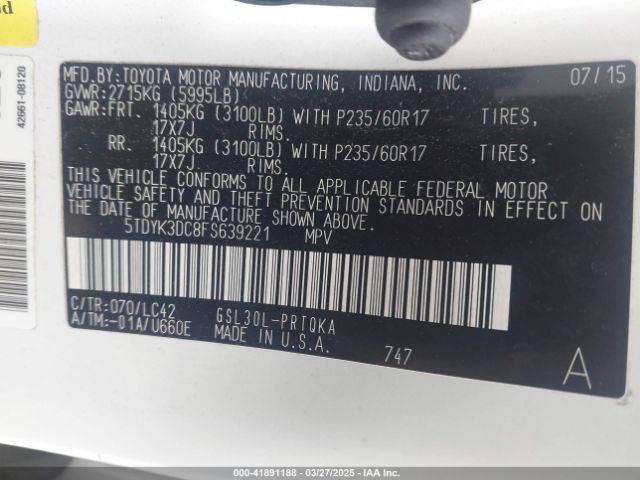 42661-08120
MFD.BY:TOYOTA MOTOR MANUFACTURING, INDIANA, INC. 07/15
GVWR:2715KG (5995LB)
GAWR:FRT. 1405KG (3100LB) WITH P235/60R17 TIRES,
17X7J RIMS.
RR. 1405KG (3100LB) WITH P235/60R17 TIRES,
17X7J RIMS.
THIS VEHICLE CONFORMS TO ALL APPLICABLE FEDERAL MOTOR
VEHICLE SAFETY AND THEFT PREVENTION STANDARDS IN EFFECT ON
THE DATE OF MANUFACTURE SHOWN ABOVE.
5TDYK3DC8FS639221 MPV
C/TR:070/LC42 GSL30L-PRTQKA
A/TM:-01A/U660E MADE IN U.S.A.
747
A
000-41891188 - 03/27/2025 - IAAI.COM